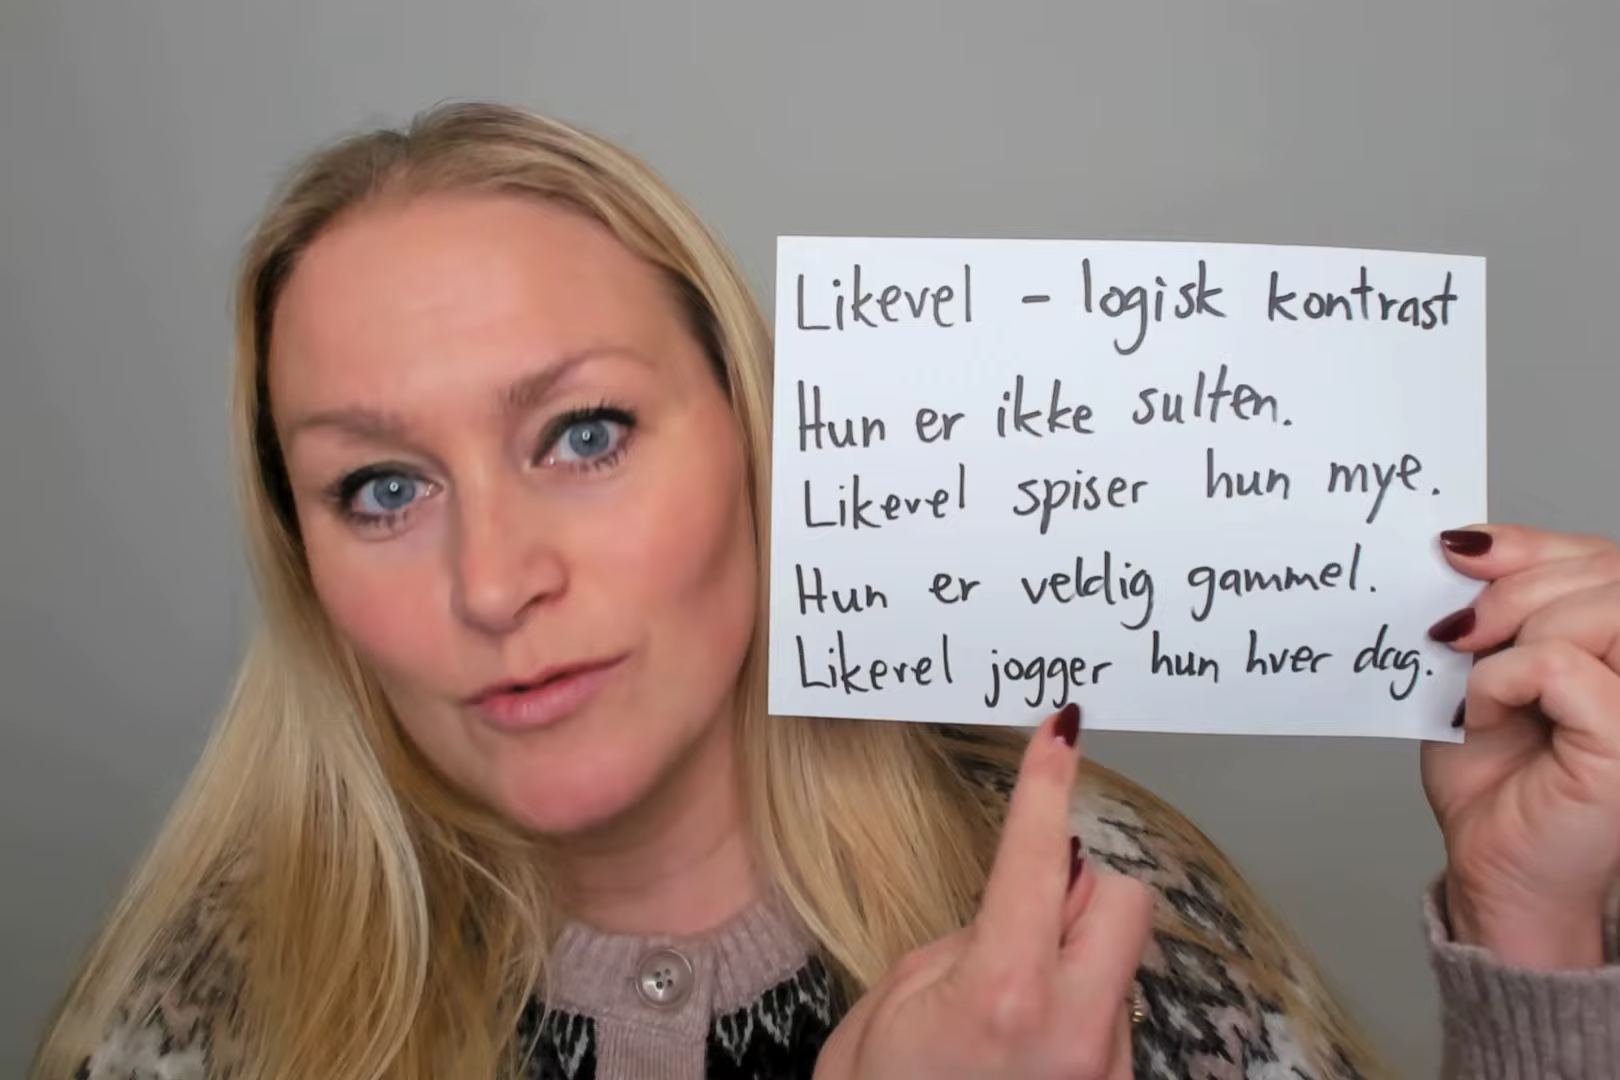 Likevel - logisk kontrast
Hun er ikke sulten.
Likevel spiser hun mye.
Hun er veldig gammel.
Likevel jogger hun hver dag.